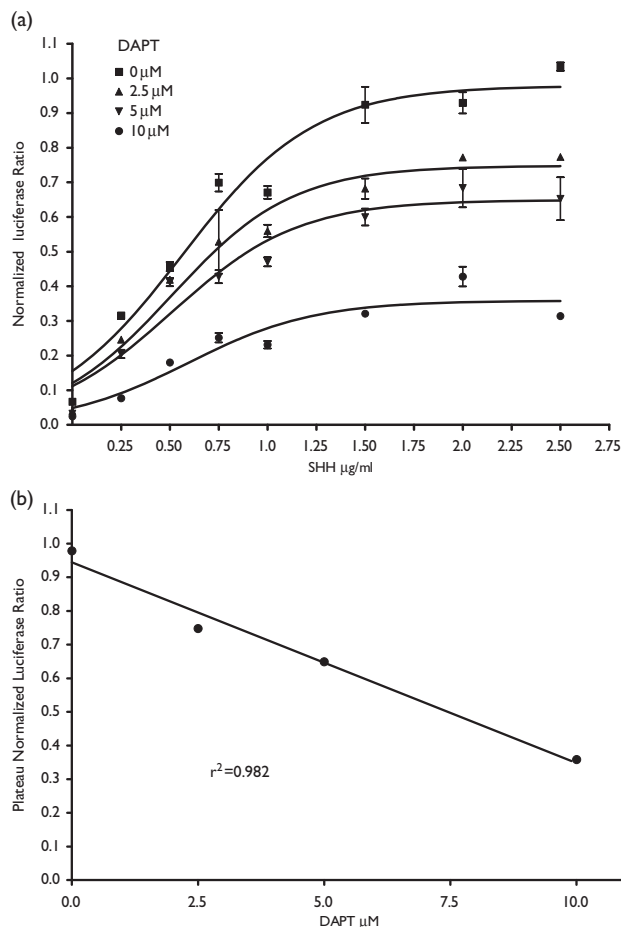 (a)
DAPT
0 μM
2.5 μM
5 μM
10 μM
Normalized luciferase Ratio
1.1
1.0
0.9
0.8
0.7
0.6
0.5
0.4
0.3
0.2
0.1
0.0
0.25 0.50 0.75 1.0 1.25 1.50 1.75 2.0 2.25 2.50 2.75
SHH μg/ml
(b)
Plateau Normalized Luciferase Ratio
1.1
1.0
0.9
0.8
0.7
0.6
0.5
0.4
0.3
0.2
0.1
0.0
r²=0.982
0.0 2.5 5.0 7.5 10.0
DAPT μM